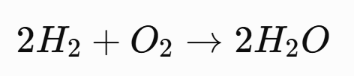 2H₂ + O₂ → 2H₂O